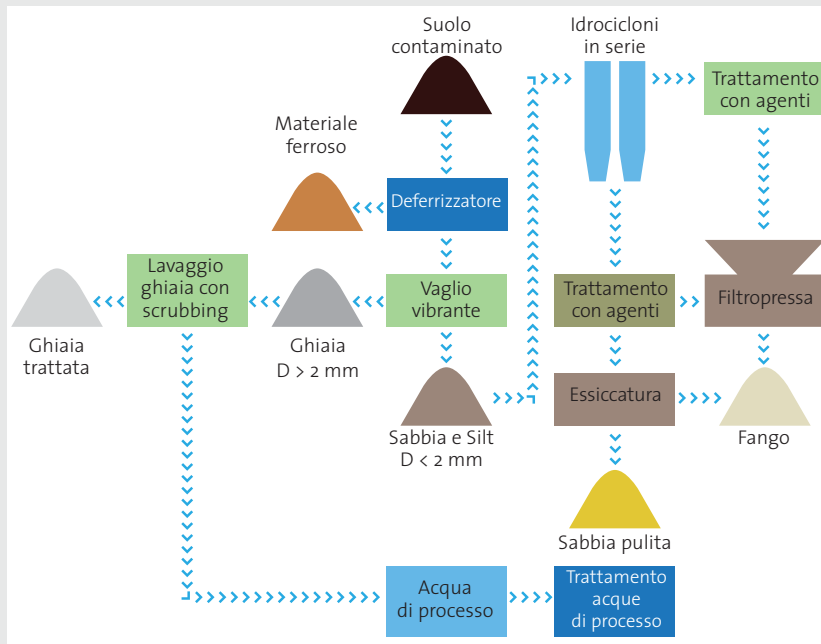 Suolo
contaminato
Idrocicloni
in serie
Trattamento
con agenti
Materiale
ferroso
Deferrizzatore
Lavaggio
ghiaia con
scrubbing
Vaglio
vibrante
Trattamento
con agenti
Filtropressa
Ghiaia
trattata
Ghiaia
D > 2 mm
Sabbia e Silt
D < 2 mm
Essiccatura
Fango
Sabbia pulita
Acqua
di processo
Trattamento
acque
di processo